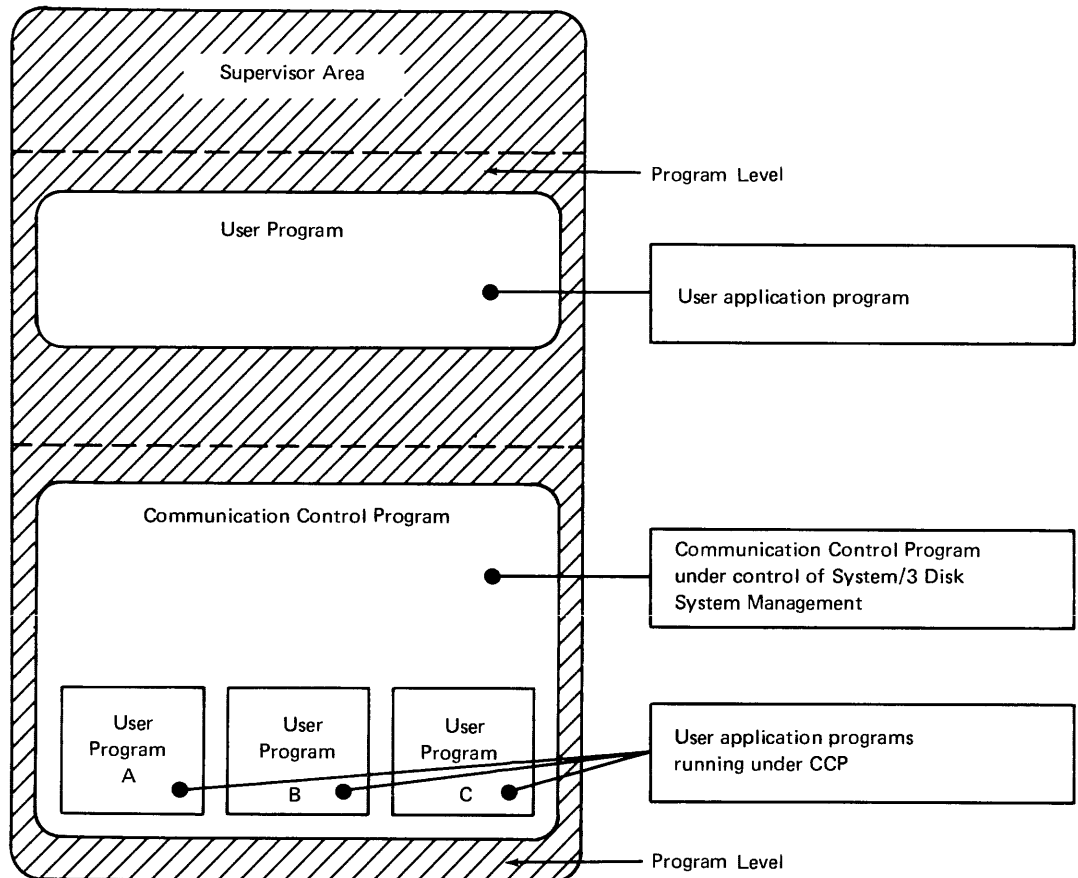 Supervisor Area
Program Level
User Program
User application program
Communication Control Program
Communication Control Program
under control of System/3 Disk
System Management
User
Program
A
User
Program
B
User
Program
C
User application programs
running under CCP
Program Level